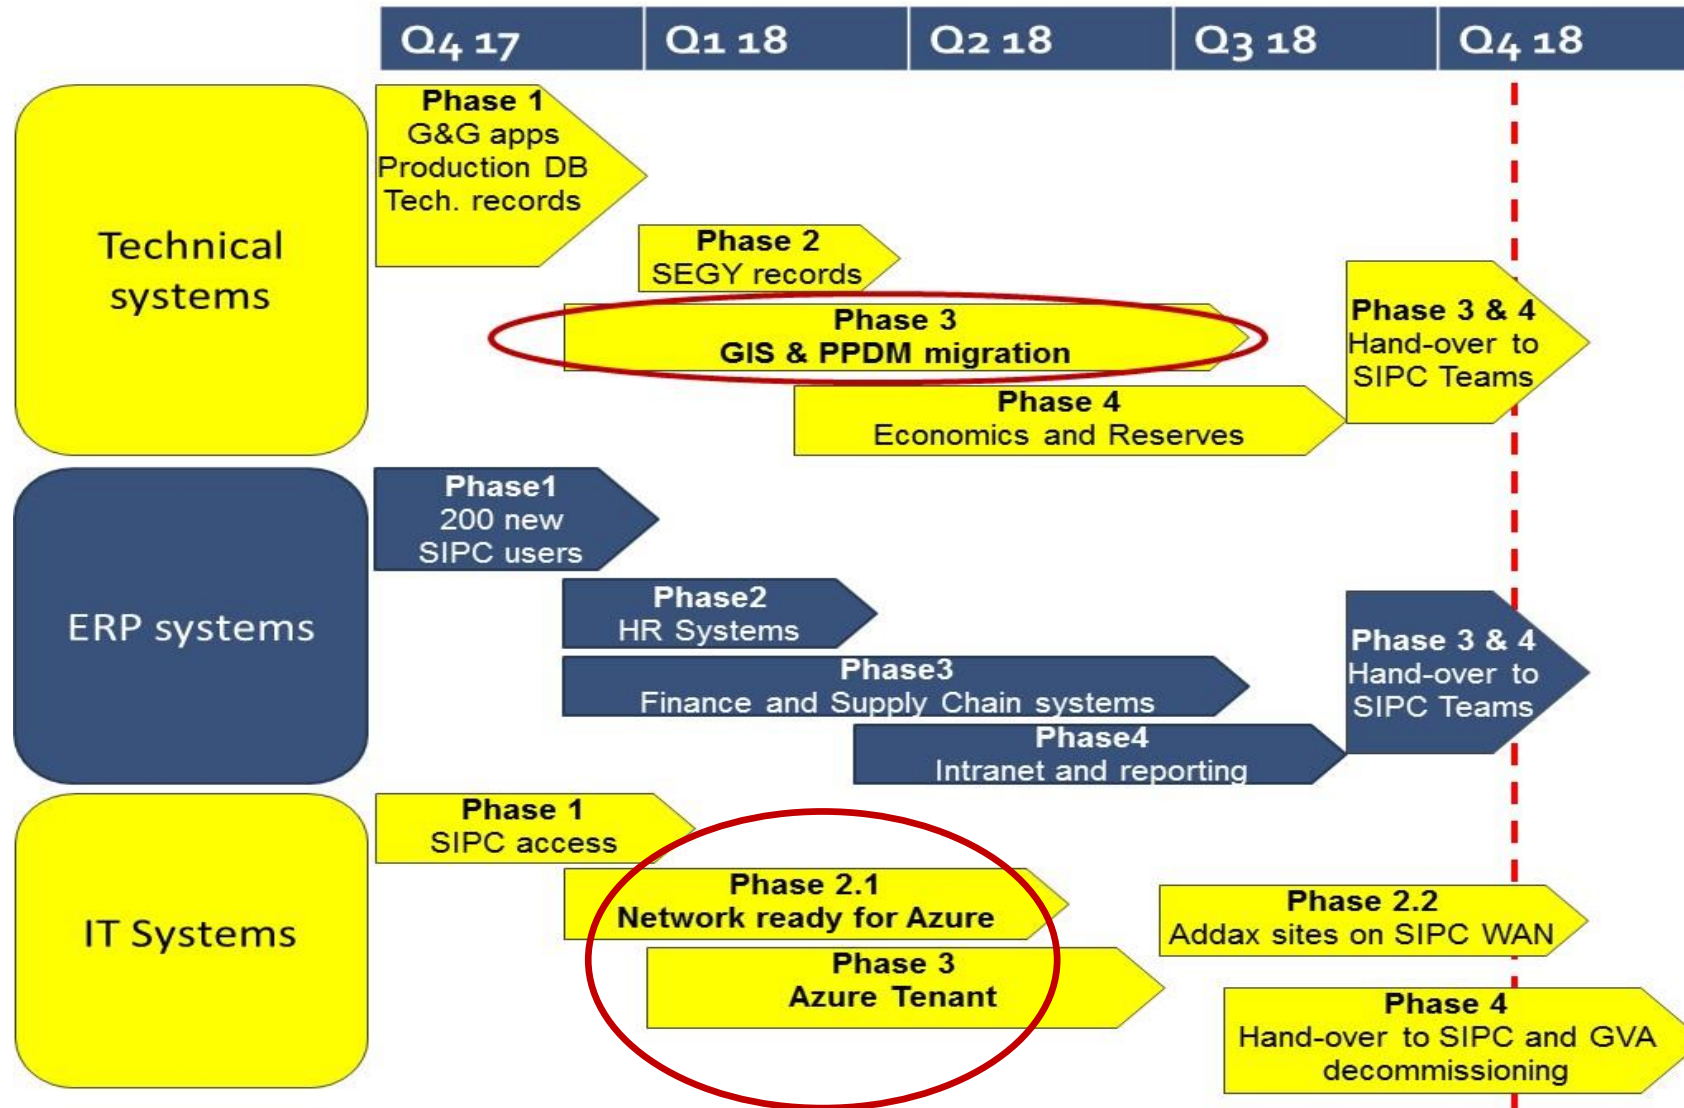 Q4 17
Q1 18
Q2 18
Q3 18
Q4 18
Technical
systems
Phase 1
G&G apps
Production DB
Tech. records
Phase 2
SEGY records
Phase 3
GIS & PPDM migration
Phase 4
Economics and Reserves
Phase 3 & 4
Hand-over to
SIPC Teams
ERP systems
Phase1
200 new
SIPC users
Phase2
HR Systems
Phase3
Finance and Supply Chain systems
Phase4
Intranet and reporting
Phase 3 & 4
Hand-over to
SIPC Teams
IT Systems
Phase 1
SIPC access
Phase 2.1
Network ready for Azure
Phase 3
Azure Tenant
Phase 2.2
Addax sites on SIPC WAN
Phase 4
Hand-over to SIPC and GVA
decommissioning